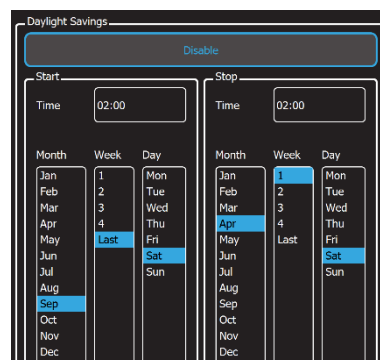 Daylight Savings
Disable
Start
Time 02:00
Month Week Day
Jan 1 Mon
Feb 2 Tue
Mar 3 Wed
Apr 4 Thu
May Last Fri
Jun Sat
Jul Sun
Aug
Sep
Oct
Nov
Dec
Stop
Time 02:00
Month Week Day
Jan 1 Mon
Feb 2 Tue
Mar 3 Wed
Apr 4 Thu
May Last Fri
Jun Sat
Jul Sun
Aug
Sep
Oct
Nov
Dec